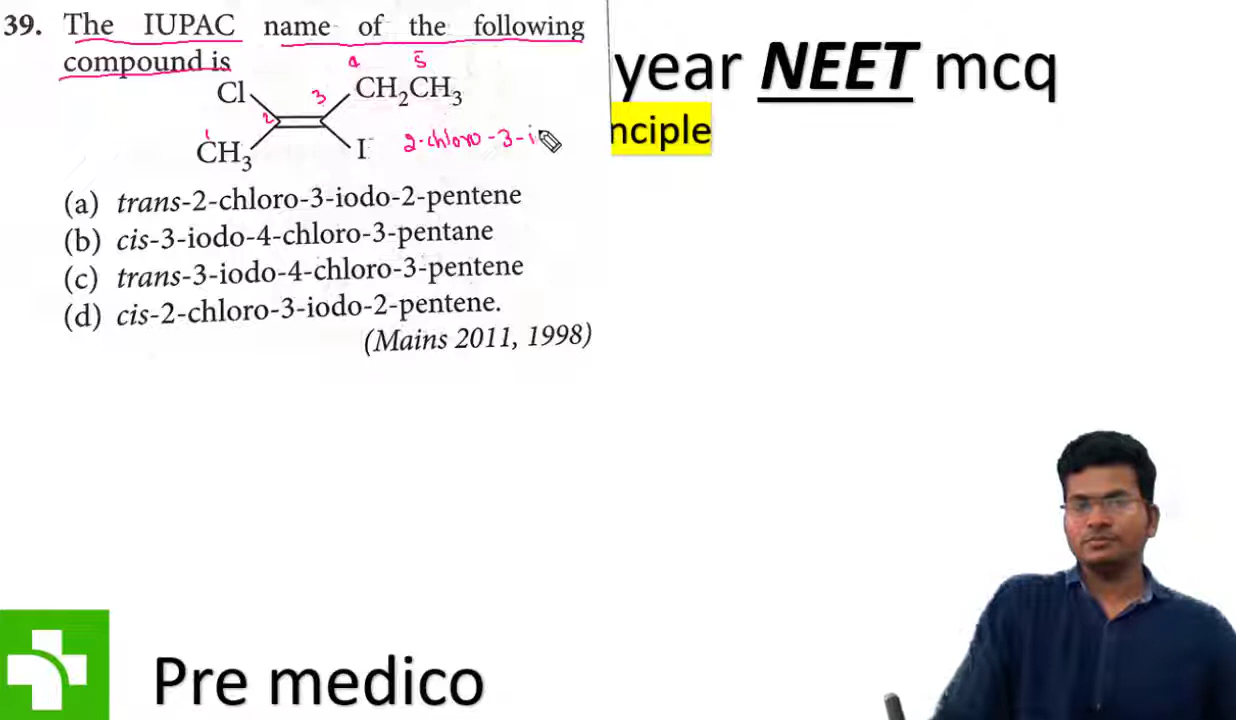 39. The IUPAC name of the following
compound is
4 5
Cl 3 CH₂CH₃
2
1
CH₃ I 2-chloro-3-i
(a) trans-2-chloro-3-iodo-2-pentene
(b) cis-3-iodo-4-chloro-3-pentane
(c) trans-3-iodo-4-chloro-3-pentene
(d) cis-2-chloro-3-iodo-2-pentene.
(Mains 2011, 1998)
year NEET mcq
nciple
Pre medico